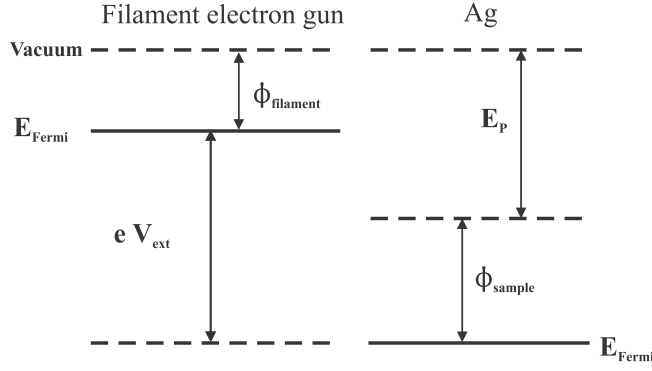 Filament electron gun
Ag
Vacuum
ϕfilament
EFermi
EP
e Vext
ϕsample
EFermi